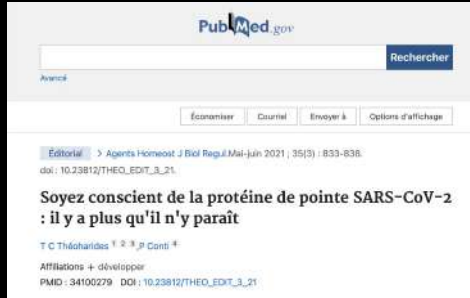 PubMed.gov
Rechercher
Avancé
Économiser Courriel Envoyer à Options d'affichage
Éditorial > Agents Homeost J Biol Regul.Mai-juin 2021 ; 35(3) : 833-838.
doi : 10.23812/THEO_EDIT_3_21.
Soyez conscient de la protéine de pointe SARS-CoV-2
: il y a plus qu'il n'y paraît
T C Théoharides 1 2 3 , P Conti 4
Affiliations + développer
PMID : 34100279 DOI : 10.23812/THEO_EDIT_3_21